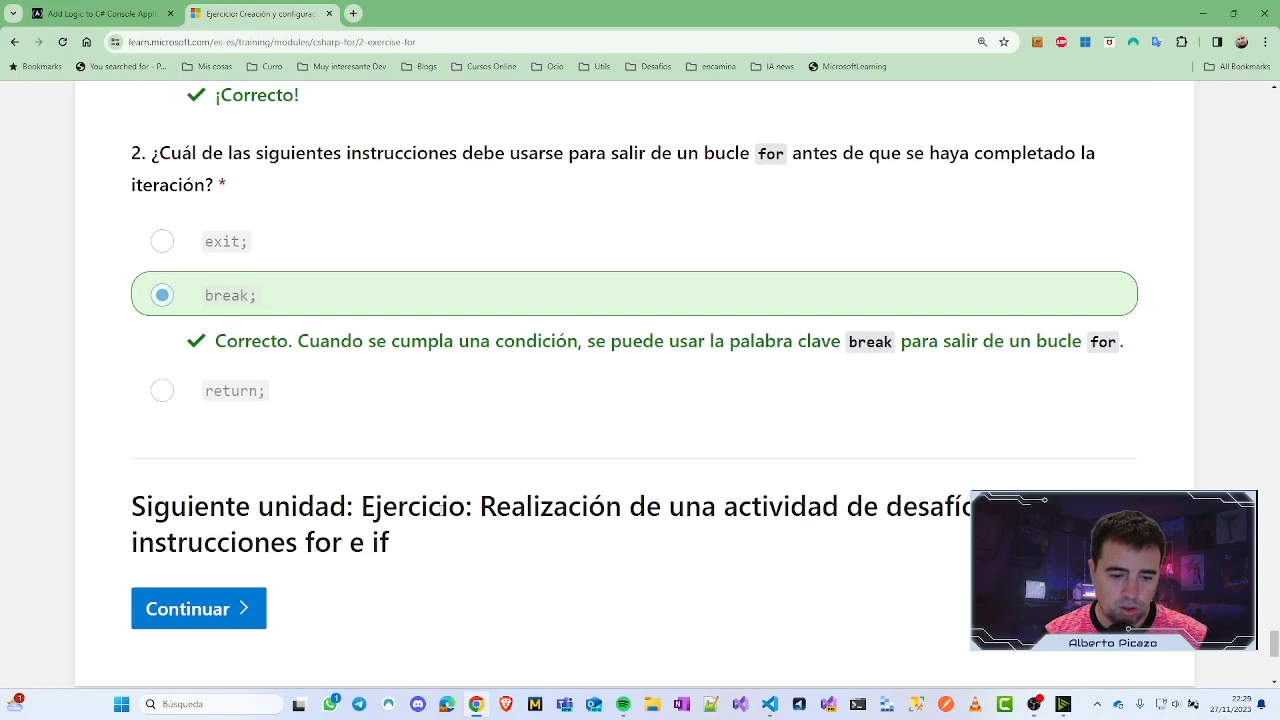 Add Logic to C# Console Appli
Ejercicio: Creación y configurac
learn.microsoft.com/es-es/training/modules/csharp-for/2-exercise-for
Bookmarks
You searched for - P...
Mis cosas
Curro
Muy interesante Dev
Blogs
Cursos Online
Ocio
Utils
Desafios
encamina
IA news
MicrosoftLearning
All Bookmarks
¡Correcto!
2. ¿Cuál de las siguientes instrucciones debe usarse para salir de un bucle for antes de que se haya completado la
iteración? *
exit;
break;
Correcto. Cuando se cumpla una condición, se puede usar la palabra clave break para salir de un bucle for.
return;
Siguiente unidad: Ejercicio: Realización de una actividad de desafío
instrucciones for e if
Continuar
Alberto Picazo
Búsqueda
22:29
27/11/2023